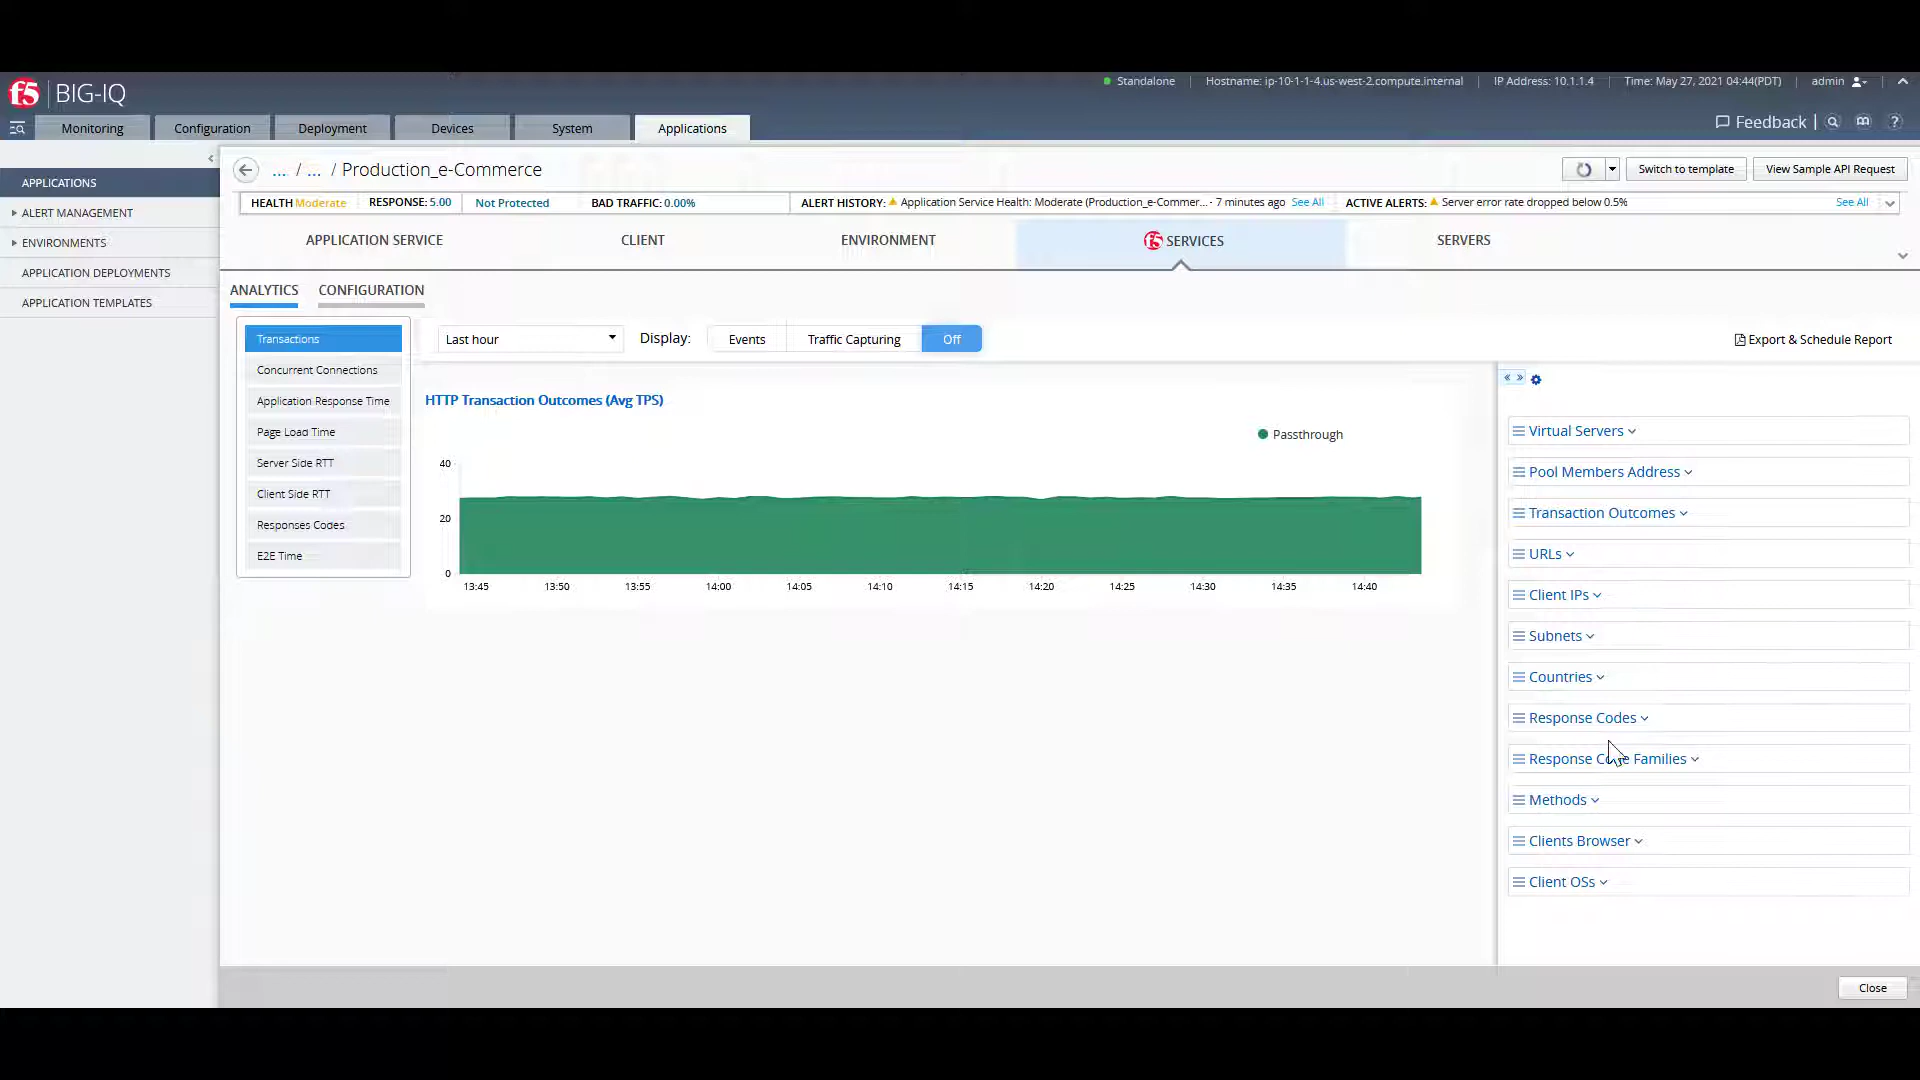 f5 BIG-IQ
Standalone Hostname: ip-10-1-1-4.us-west-2.compute.internal IP Address: 10.1.1.4 Time: May 27, 2021 04:44(PDT) admin
Monitoring Configuration Deployment Devices System Applications Feedback ?
APPLICATIONS
ALERT MANAGEMENT
ENVIRONMENTS
APPLICATION DEPLOYMENTS
APPLICATION TEMPLATES
... / ... / Production_e-Commerce Switch to template View Sample API Request
HEALTH Moderate RESPONSE: 5.00 Not Protected BAD TRAFFIC: 0.00% ALERT HISTORY: Application Service Health: Moderate (Production_e-Commer... - 7 minutes ago See All ACTIVE ALERTS: Server error rate dropped below 0.5% See All
APPLICATION SERVICE CLIENT ENVIRONMENT f5 SERVICES SERVERS
ANALYTICS CONFIGURATION
Transactions
Concurrent Connections
Application Response Time
Page Load Time
Server Side RTT
Client Side RTT
Responses Codes
E2E Time
Last hour Display: Events Traffic Capturing Off Export & Schedule Report
HTTP Transaction Outcomes (Avg TPS)
Passthrough
40
20
0
13:45 13:50 13:55 14:00 14:05 14:10 14:15 14:20 14:25 14:30 14:35 14:40
Virtual Servers
Pool Members Address
Transaction Outcomes
URLs
Client IPs
Subnets
Countries
Response Codes
Response Code Families
Methods
Clients Browser
Client OSs
Close